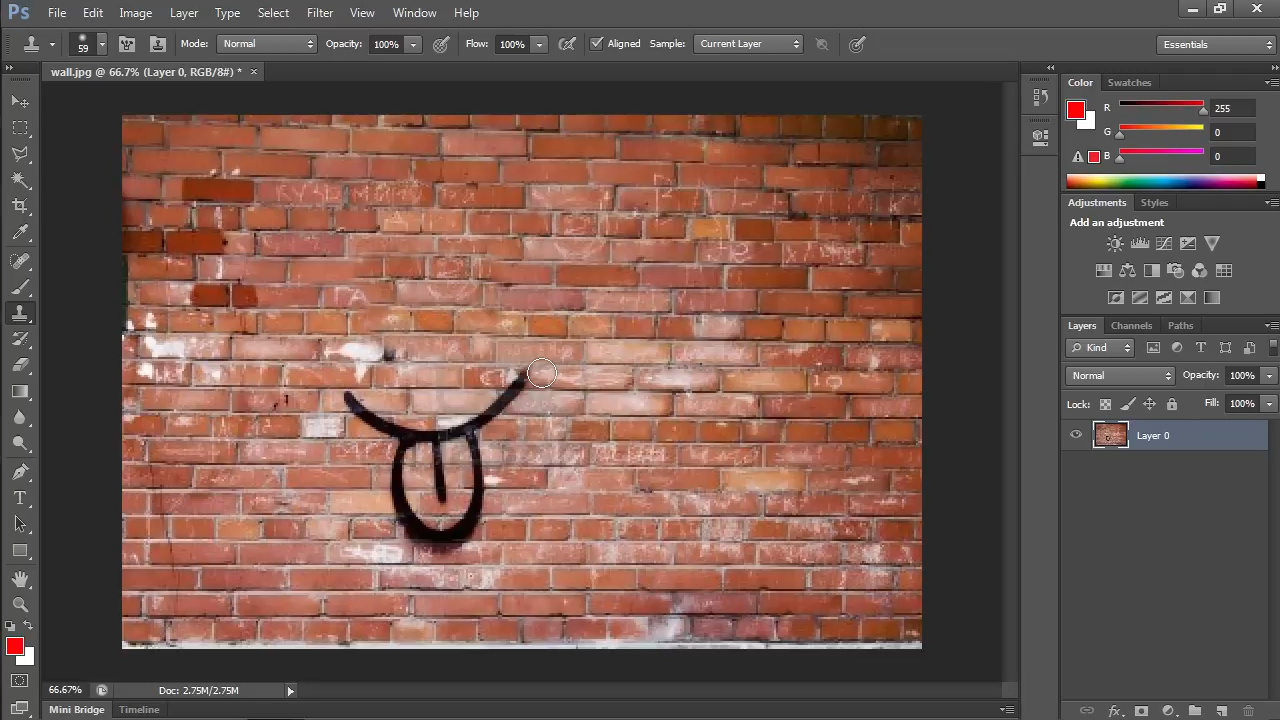 Ps File Edit Image Layer Type Select Filter View Window Help
59 Mode: Normal Opacity: 100% Flow: 100% Aligned Sample: Current Layer Essentials
wall.jpg @ 66.7% (Layer 0, RGB/8#) * ×
Color Swatches
R 255
G 0
B 0
Adjustments Styles
Add an adjustment
Layers Channels Paths
Kind
Normal Opacity: 100%
Lock: Fill: 100%
Layer 0
66.67% Doc: 2.75M/2.75M
Mini Bridge Timeline